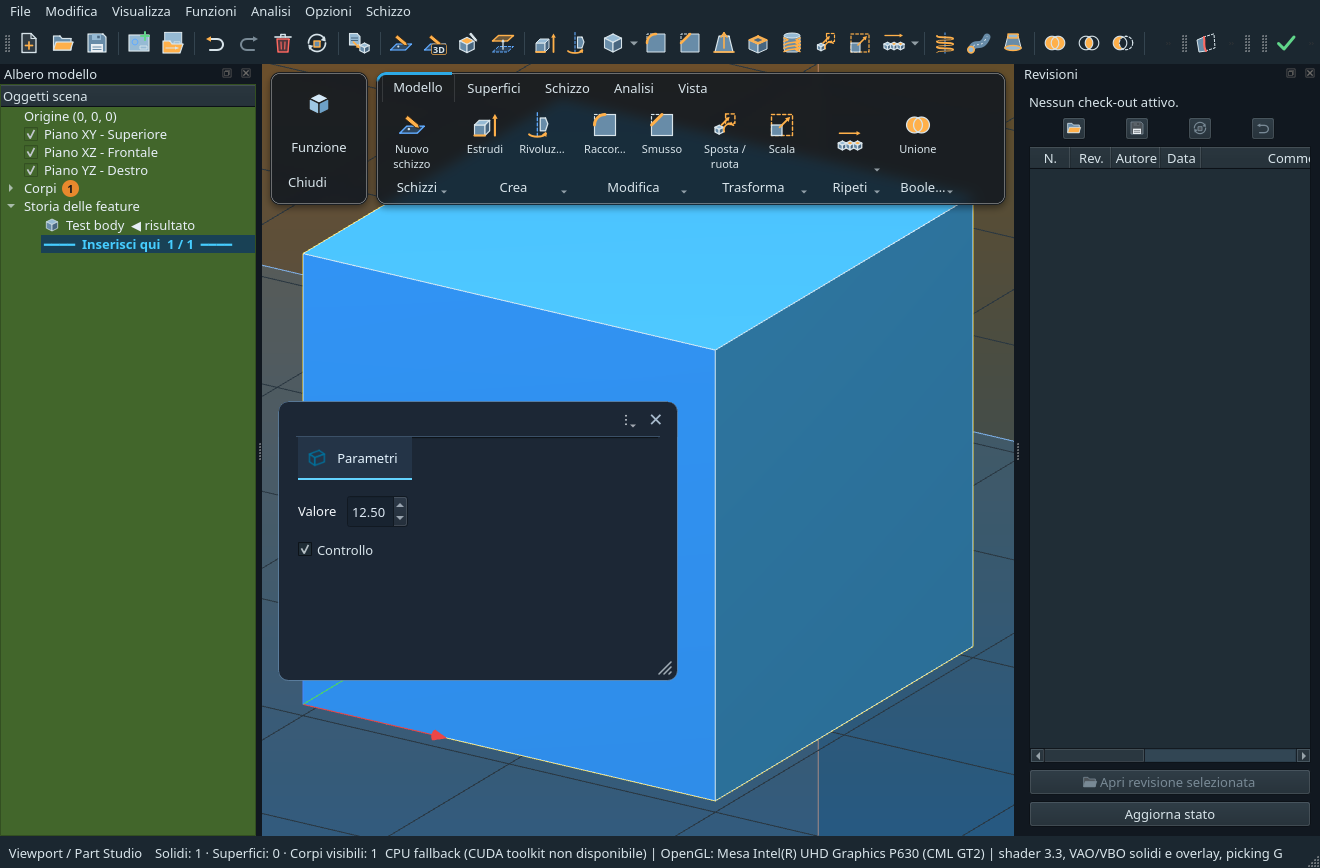 File Modifica Visualizza Funzioni Analisi Opzioni Schizzo
3D
Albero modello
Oggetti scena
Origine (0, 0, 0)
Piano XY - Superiore
Piano XZ - Frontale
Piano YZ - Destro
Corpi 1
Storia delle feature
Test body ◀ risultato
Inserisci qui 1 / 1
Funzione
Chiudi
Modello Superfici Schizzo Analisi Vista
Nuovo schizzo
Estrudi
Rivoluz...
Raccor...
Smusso
Sposta / ruota
Scala
Unione
Schizzi Crea Modifica Trasforma Ripeti Boole...
Parametri
Valore 12.50
Controllo
Revisioni
Nessun check-out attivo.
N. Rev. Autore Data Comme
Apri revisione selezionata
Aggiorna stato
Viewport / Part Studio Solidi: 1 · Superfici: 0 · Corpi visibili: 1 CPU fallback (CUDA toolkit non disponibile) | OpenGL: Mesa Intel(R) UHD Graphics P630 (CML GT2) | shader 3.3, VAO/VBO solidi e overlay, picking G